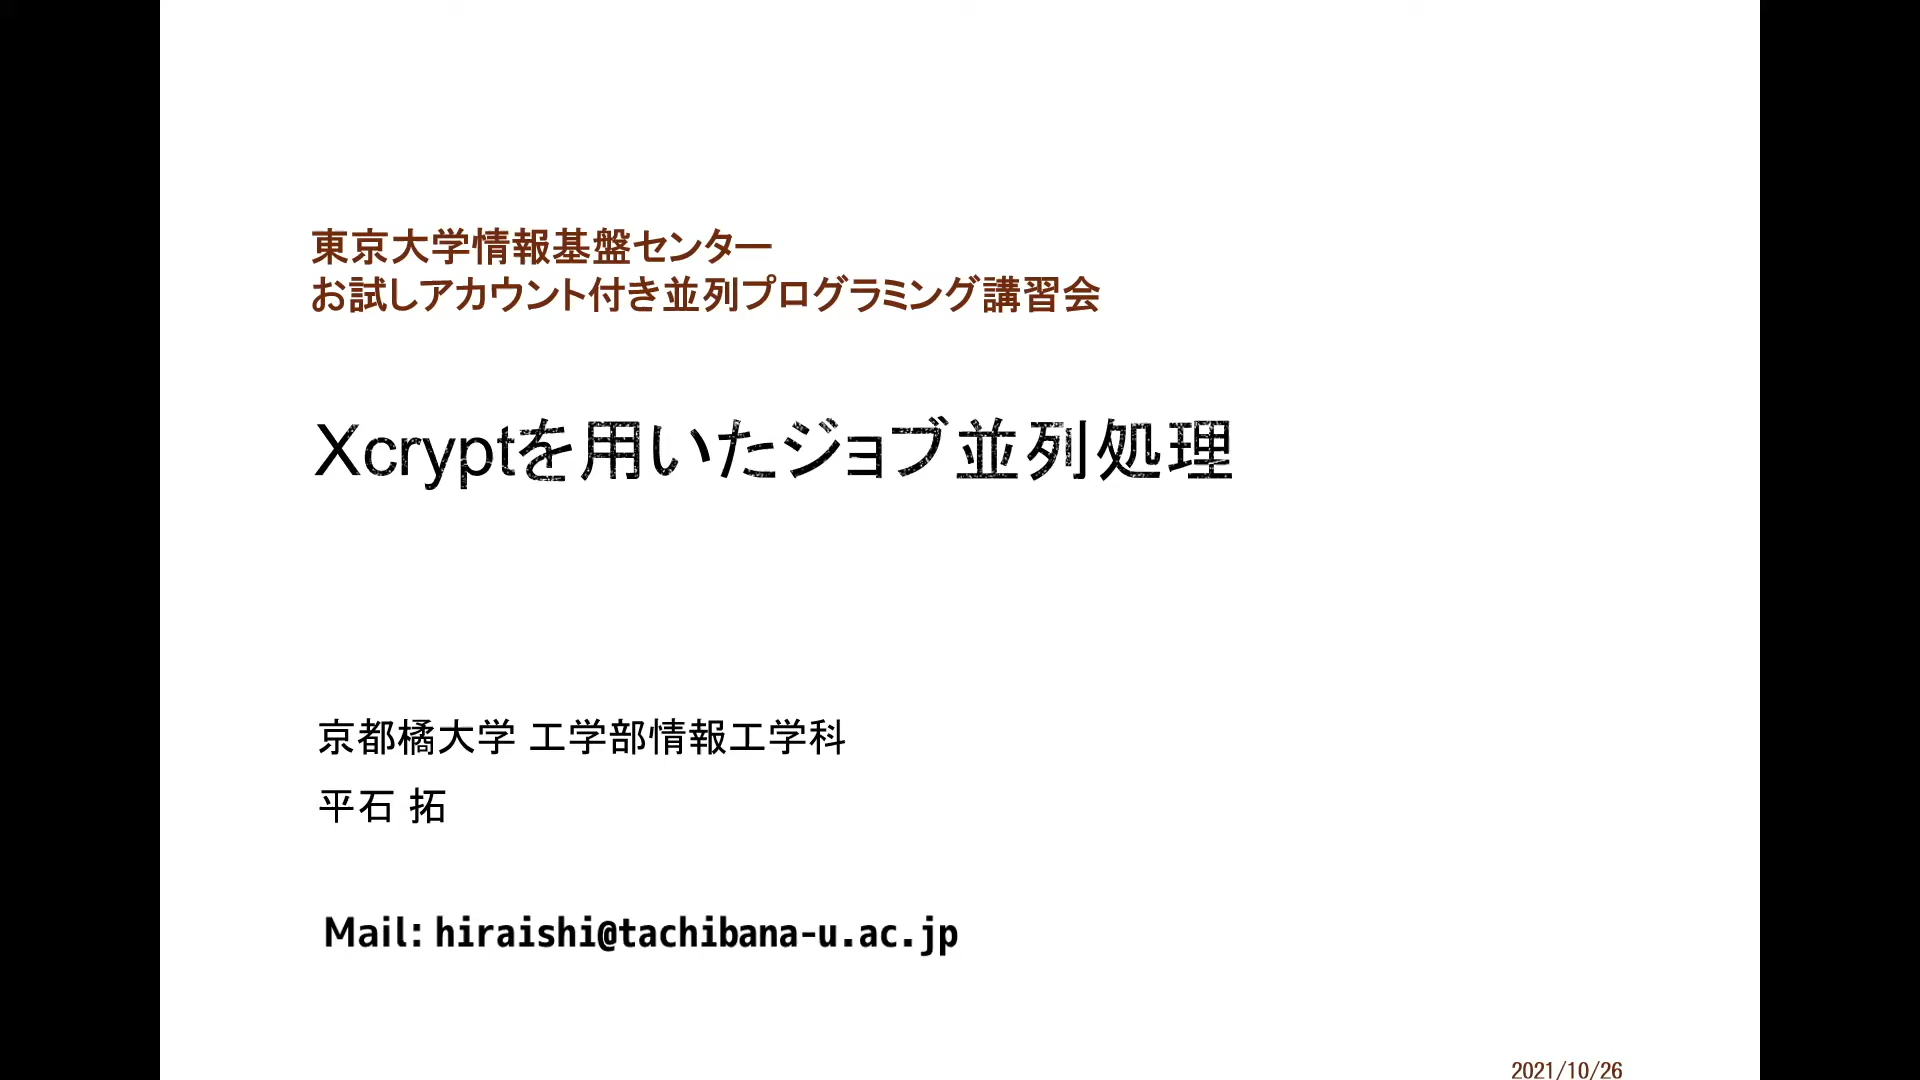 東京大学情報基盤センター
お試しアカウント付き並列プログラミング講習会
Xcryptを用いたジョブ並列処理
京都橘大学 工学部情報工学科
平石 拓
Mail: hiraishi@tachibana-u.ac.jp
2021/10/26